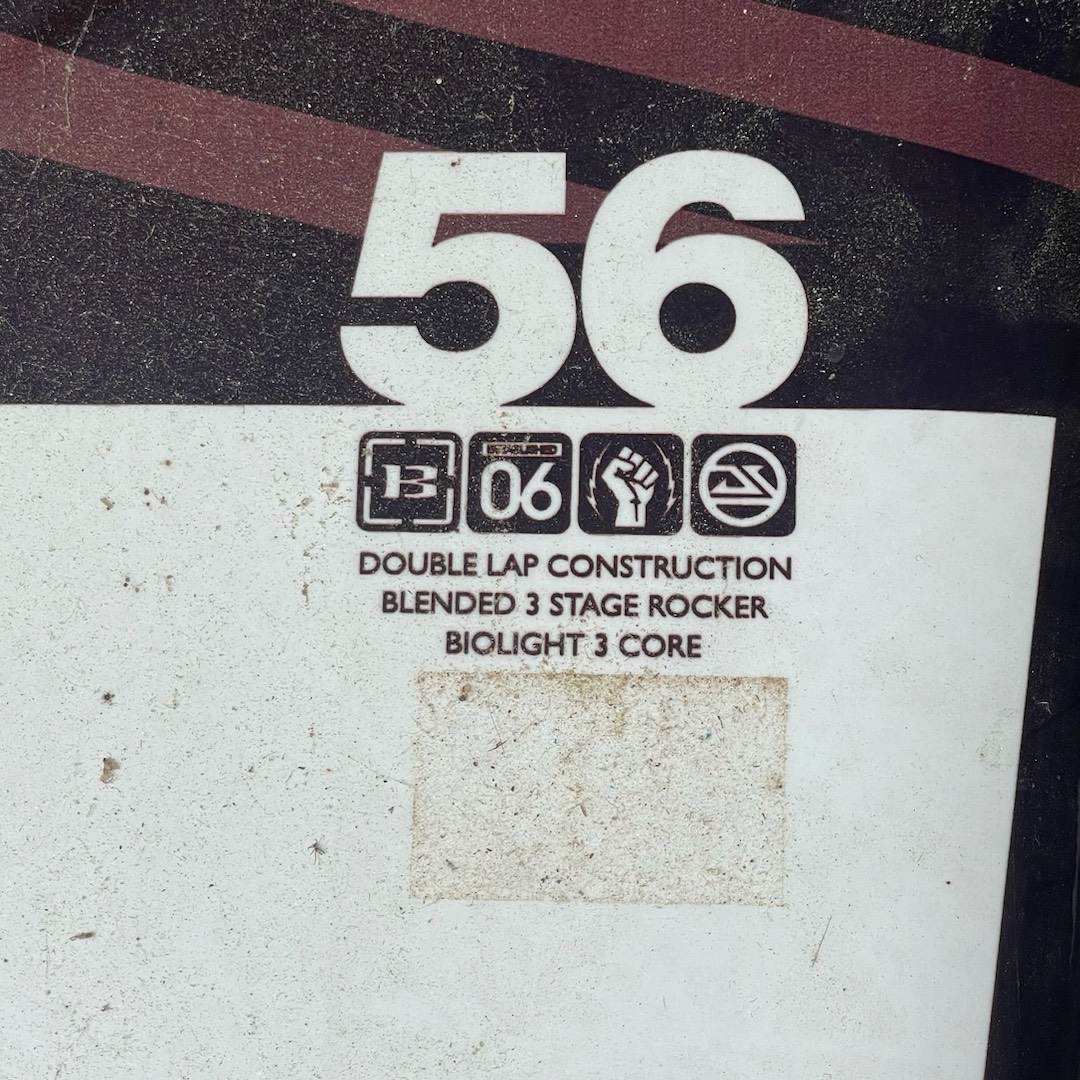 56
B 06
DOUBLE LAP CONSTRUCTION
BLENDED 3 STAGE ROCKER
BIOLIGHT 3 CORE